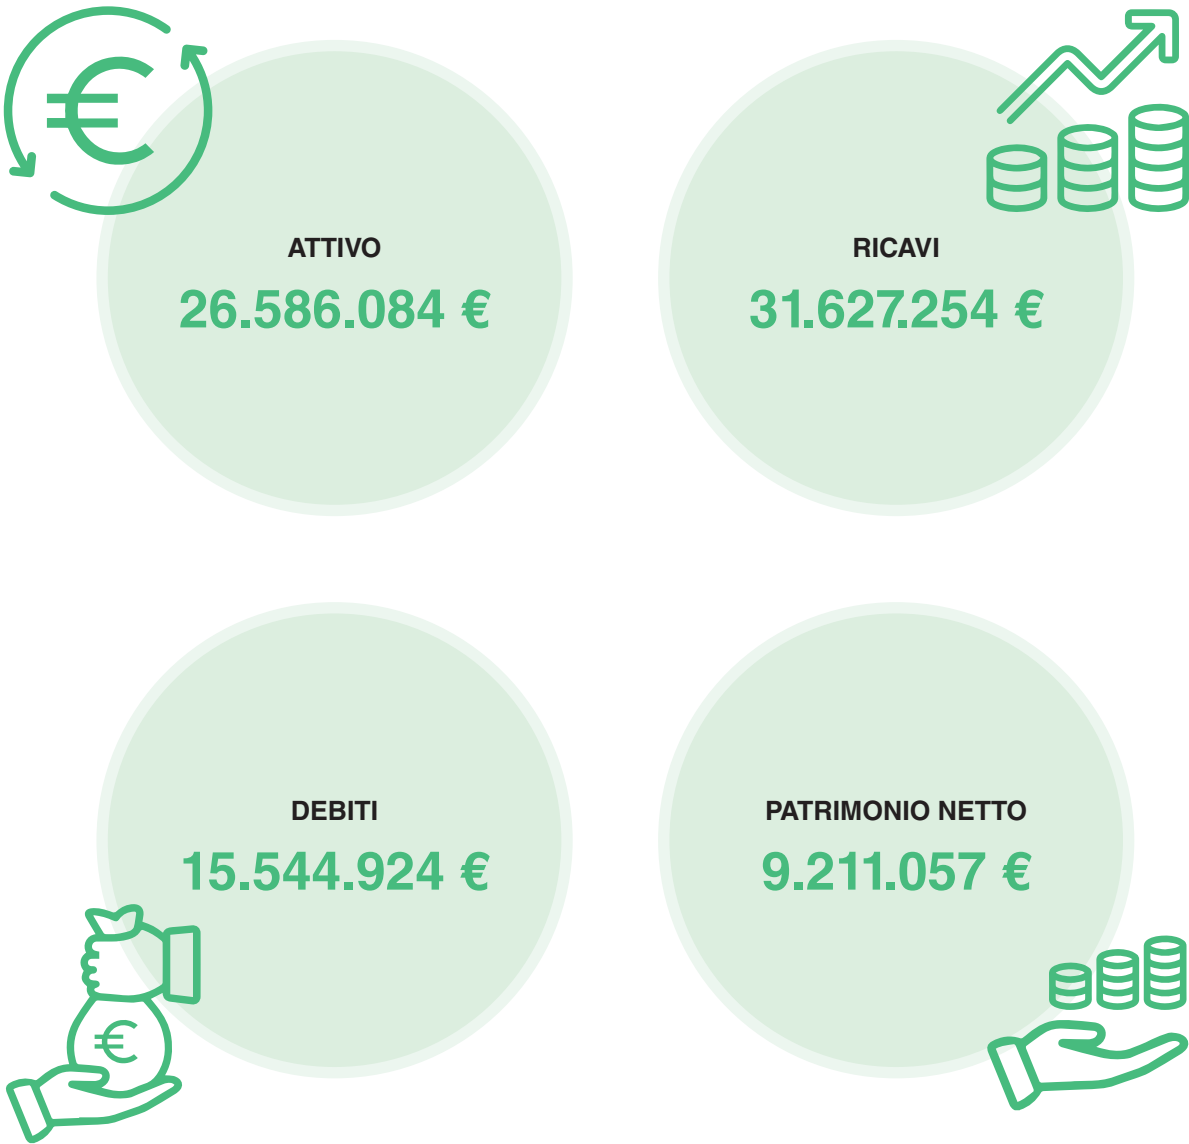 ATTIVO
26.586.084 €
RICAVI
31.627.254 €
DEBITI
15.544.924 €
PATRIMONIO NETTO
9.211.057 €
€
€